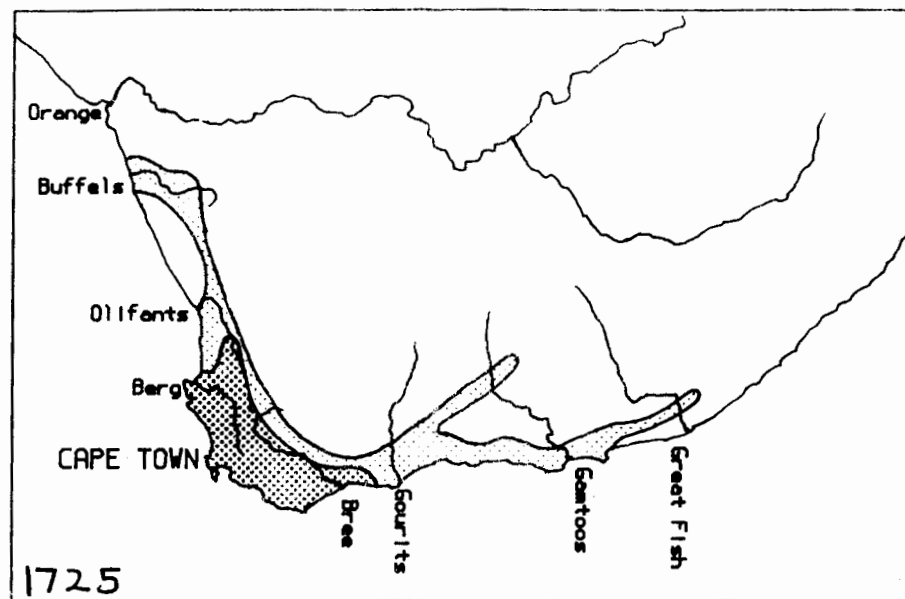 Orange
Buffels
Olifants
Berg
CAPE TOWN
Bree
Gourits
Gamtoos
Great Fish
1725